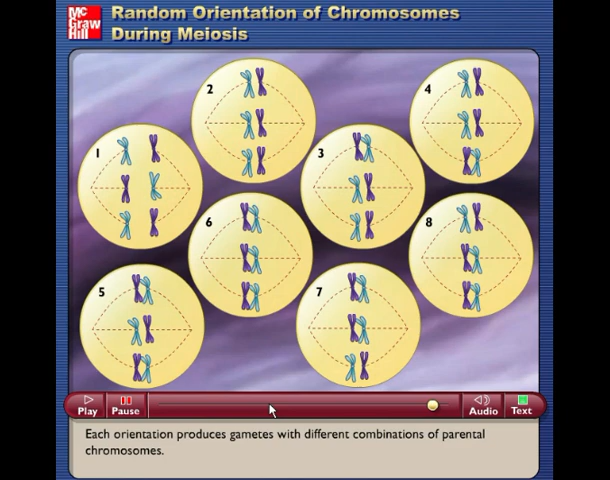 Mc
Graw
Hill
Random Orientation of Chromosomes
During Meiosis
1
2
3
4
5
6
7
8
Play
Pause
Audio
Text
Each orientation produces gametes with different combinations of parental
chromosomes.